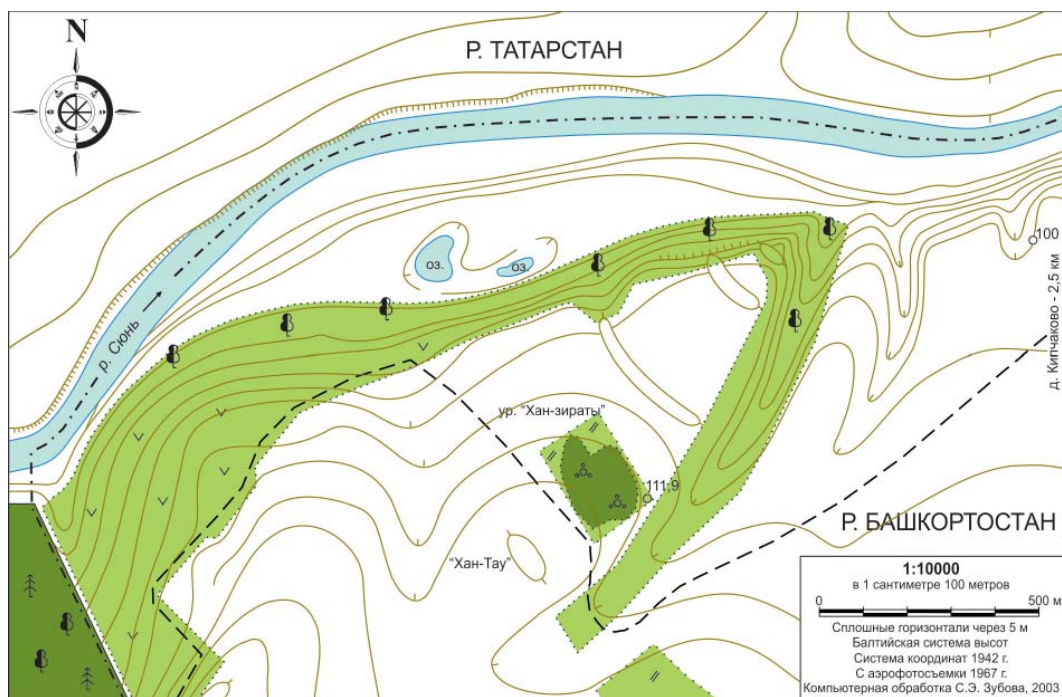 N
Р. ТАТАРСТАН
100
оз.
оз.
р. Сюнь
д. Кипчаково - 2,5 км
ур. "Хан-зираты"
111,9
Р. БАШКОРТОСТАН
"Хан-Тау"
1:10000
в 1 сантиметре 100 метров
0 500 м
Сплошные горизонтали через 5 м
Балтийская система высот
Система координат 1942 г.
С аэрофотосъемки 1967 г.
Компьютерная обработка С.Э. Зубова, 2003